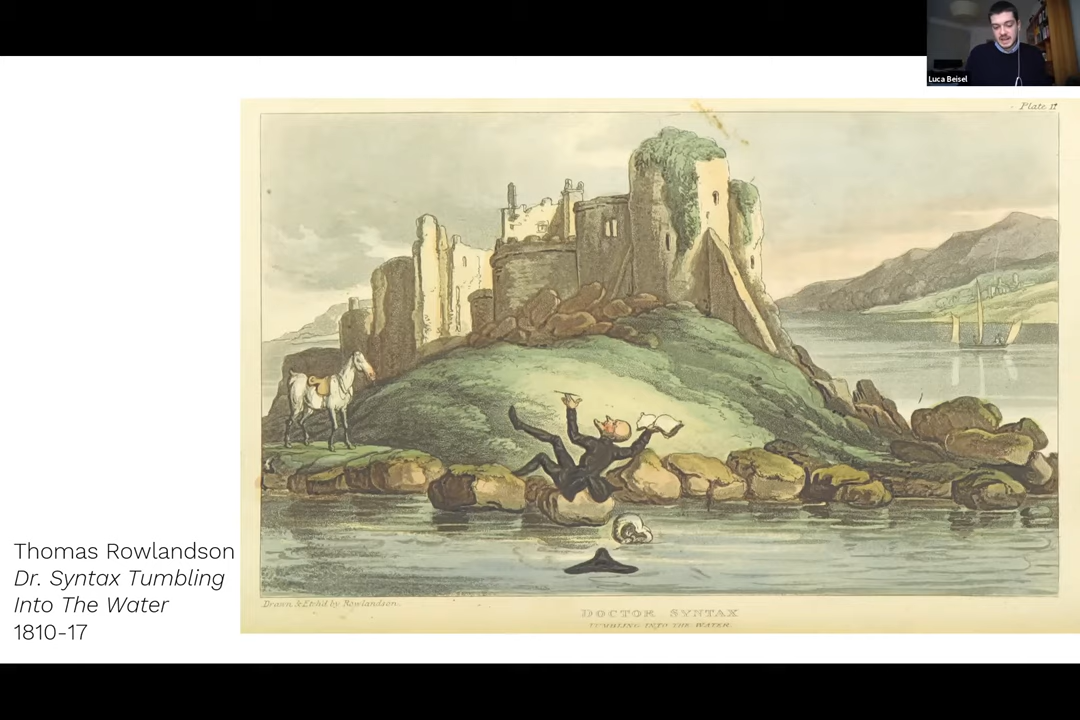 Luca Beisel
Plate 17
Thomas Rowlandson
Dr. Syntax Tumbling
Into The Water
1810-17
Drawn & Etch'd by Rowlandson.
DOCTOR SYNTAX
TUMBLING INTO THE WATER.